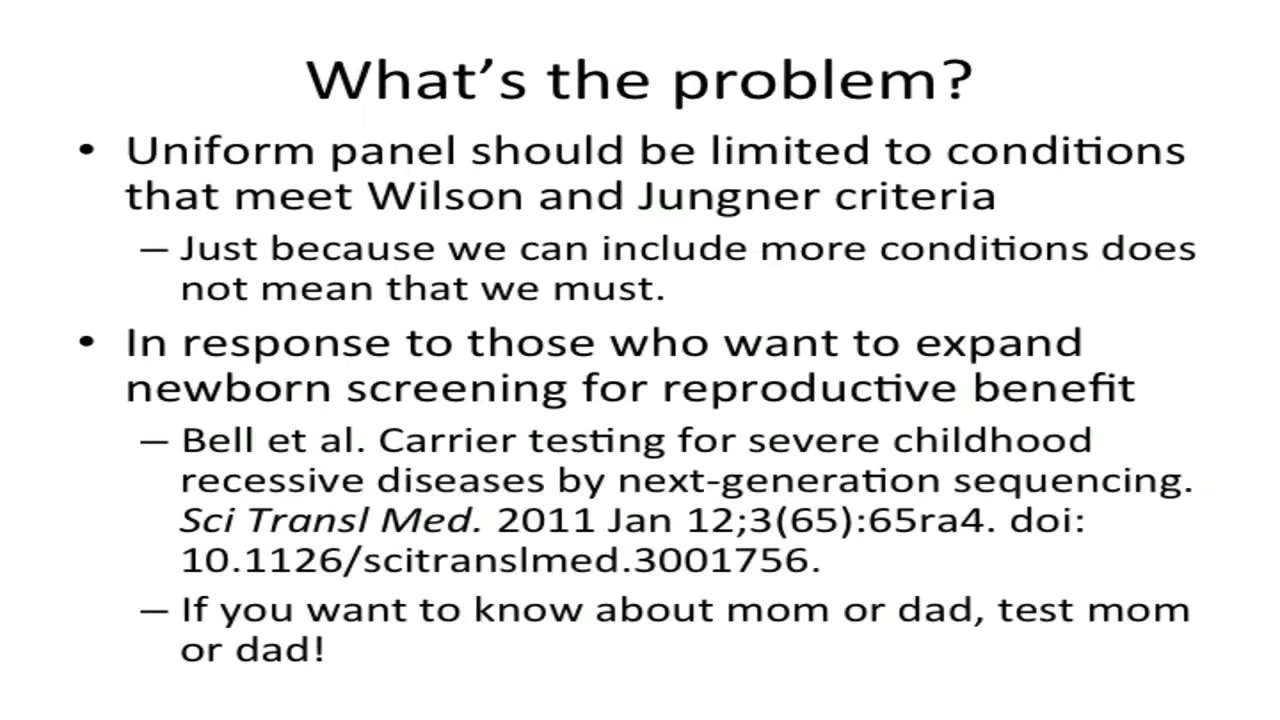 What’s the problem?
• Uniform panel should be limited to conditions
that meet Wilson and Jungner criteria
– Just because we can include more conditions does
not mean that we must.
• In response to those who want to expand
newborn screening for reproductive benefit
– Bell et al. Carrier testing for severe childhood
recessive diseases by next-generation sequencing.
Sci Transl Med. 2011 Jan 12;3(65):65ra4. doi:
10.1126/scitranslmed.3001756.
– If you want to know about mom or dad, test mom
or dad!